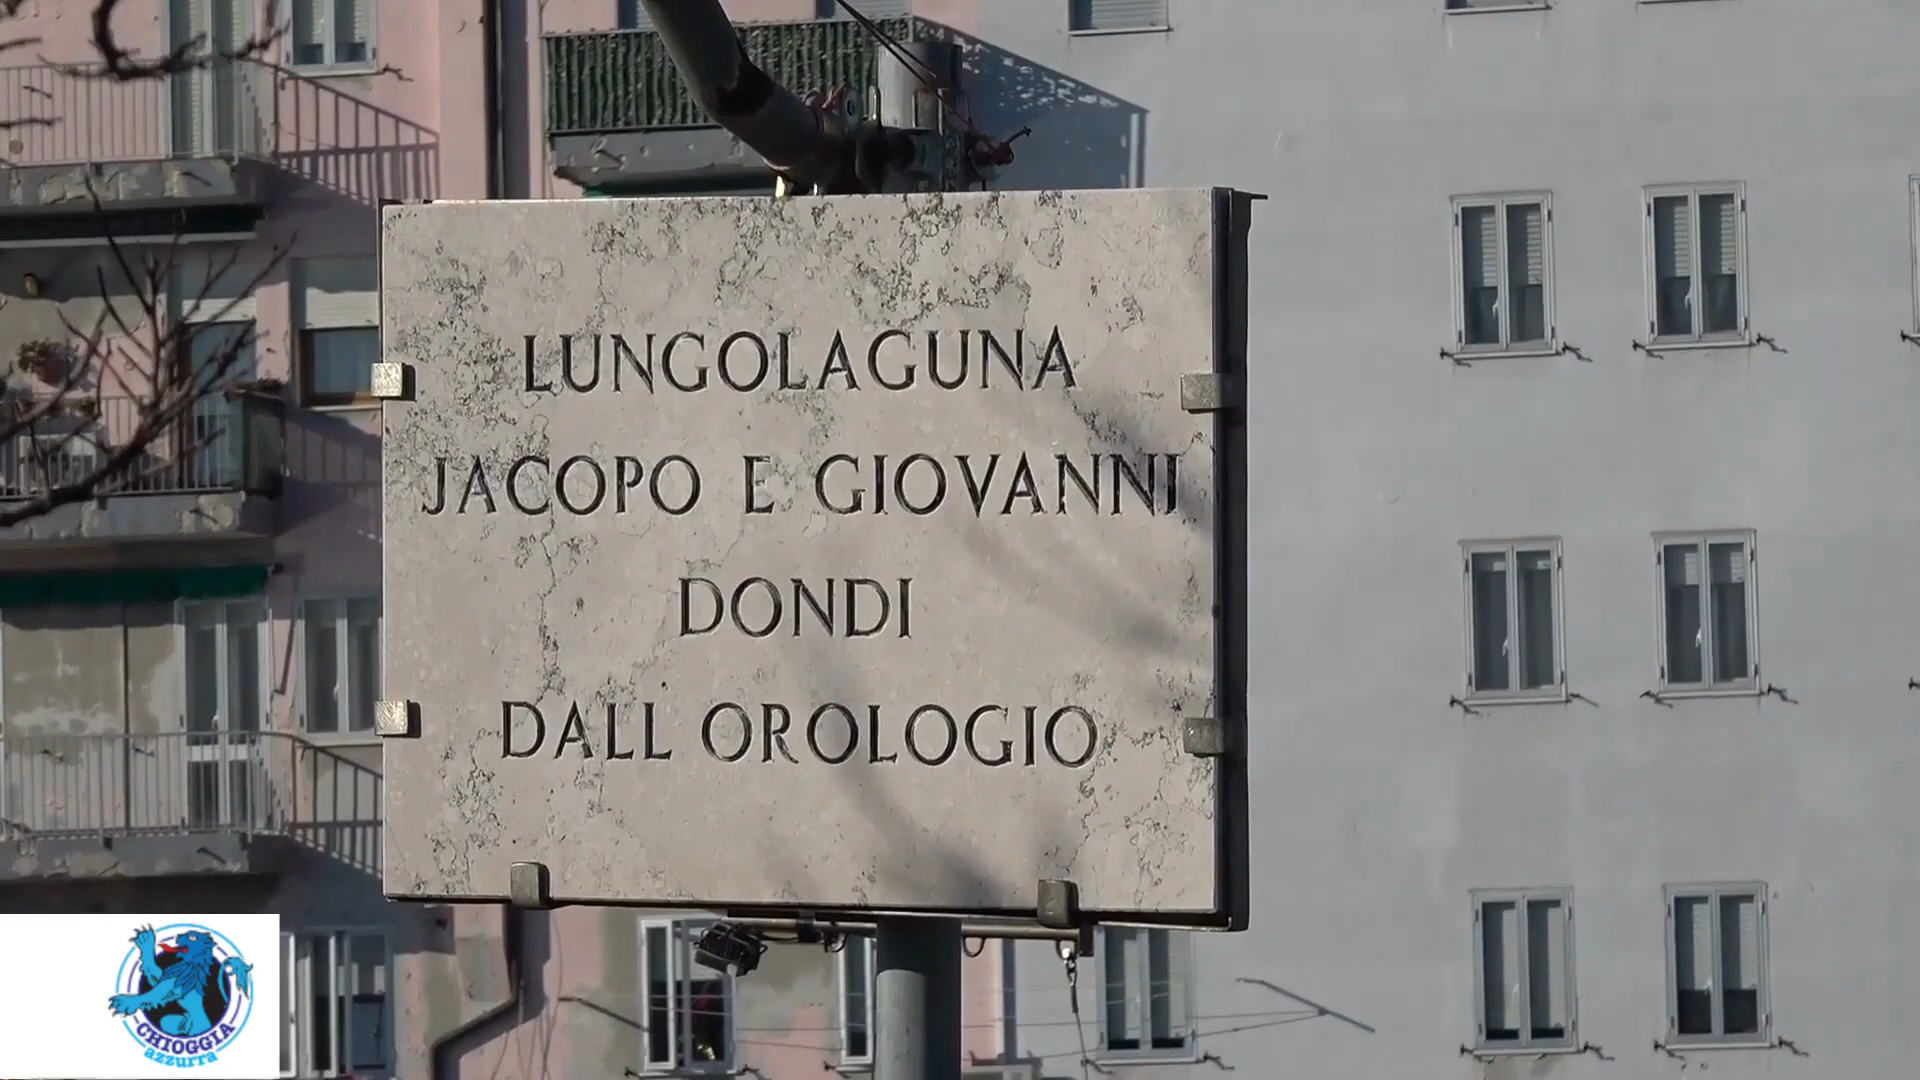 LUNGOLAGUNA
JACOPO E GIOVANNI
DONDI
DALL OROLOGIO
CHIOGGIA
azzurra